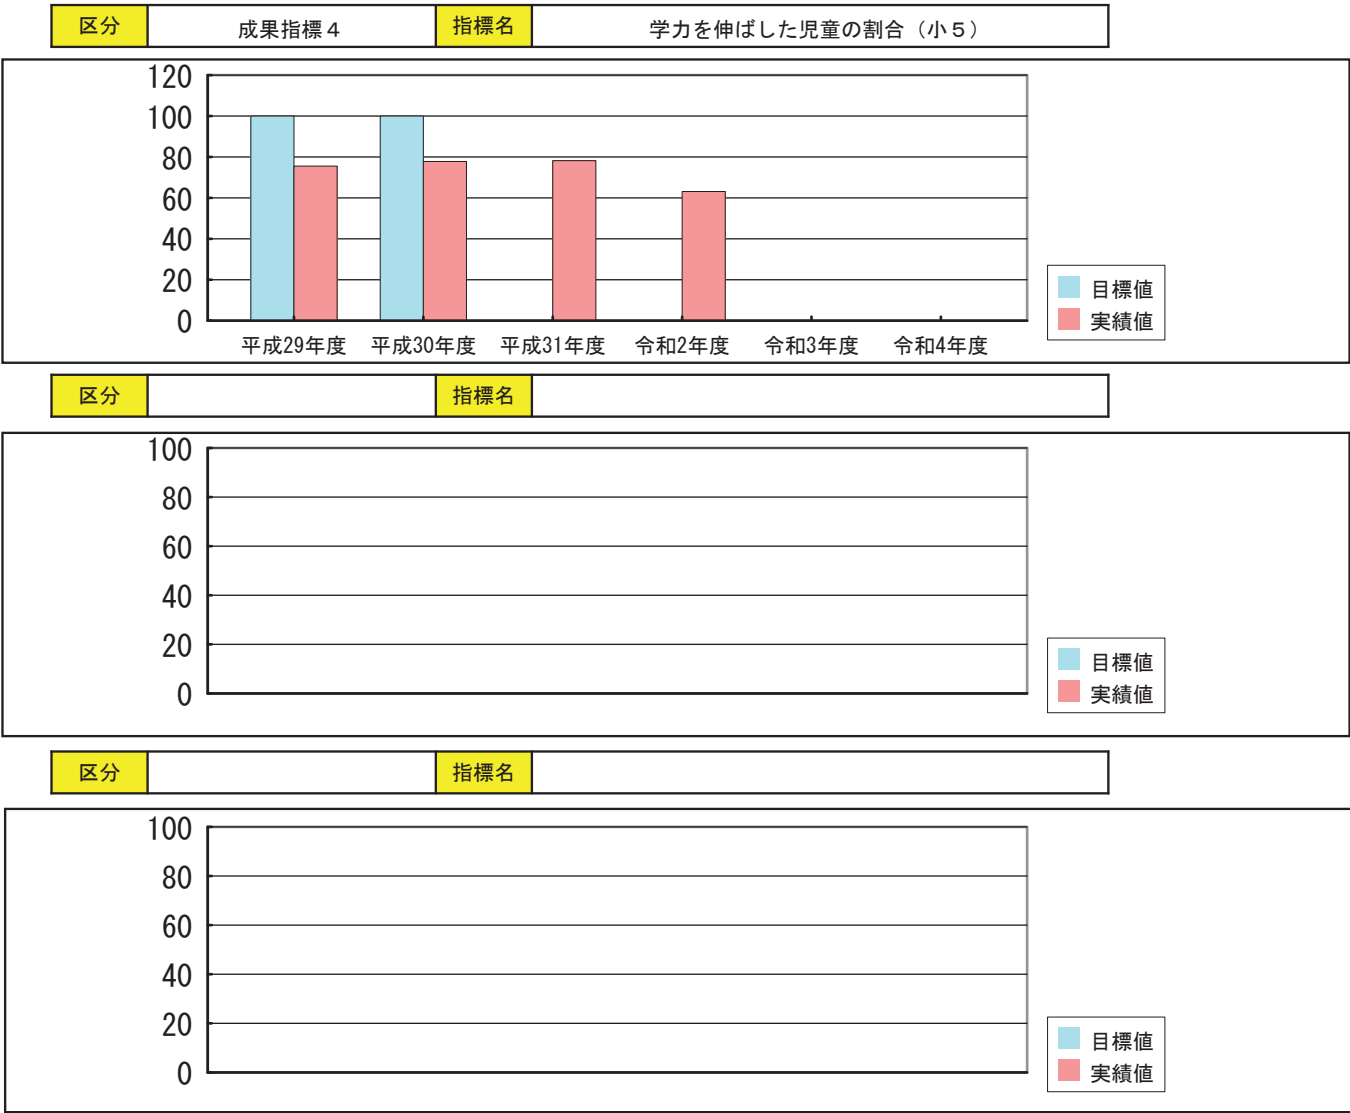 区分 成果指標４ 指標名 学力を伸ばした児童の割合（小５）
120
100
80
60
40
20
0
平成29年度 平成30年度 平成31年度 令和2年度 令和3年度 令和4年度
目標値
実績値
区分 指標名
100
80
60
40
20
0
目標値
実績値
区分 指標名
100
80
60
40
20
0
目標値
実績値